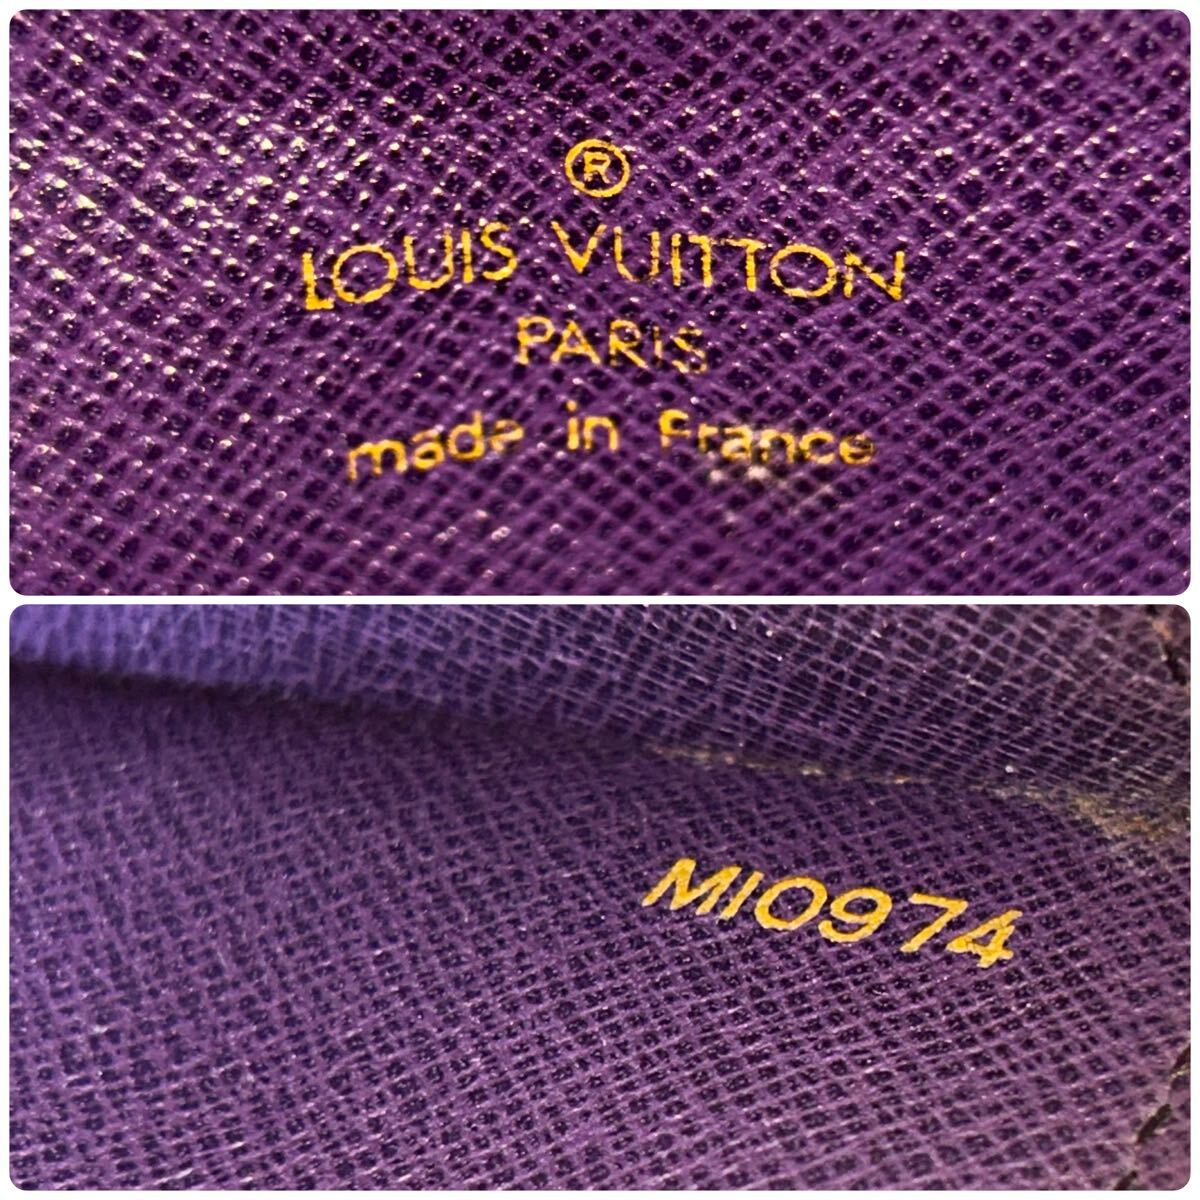 ®
LOUIS VUITTON
PARIS
made in France
MI0974